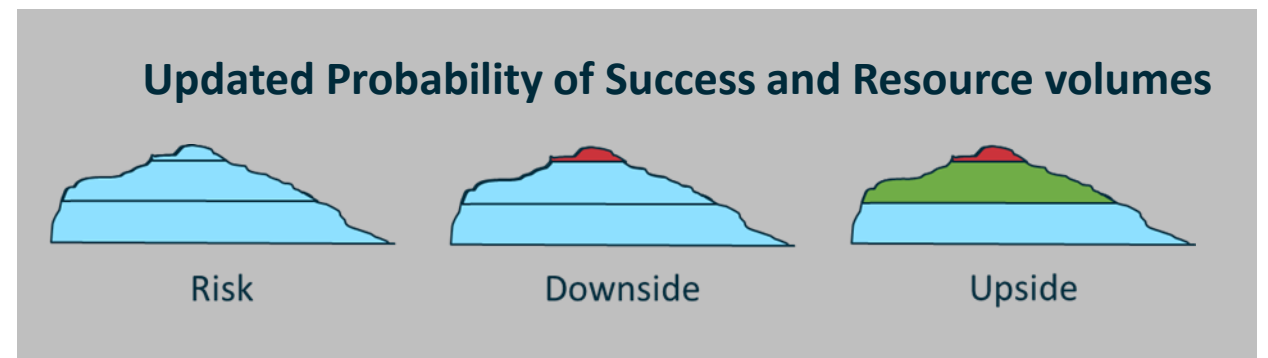 Updated Probability of Success and Resource volumes
Risk
Downside
Upside